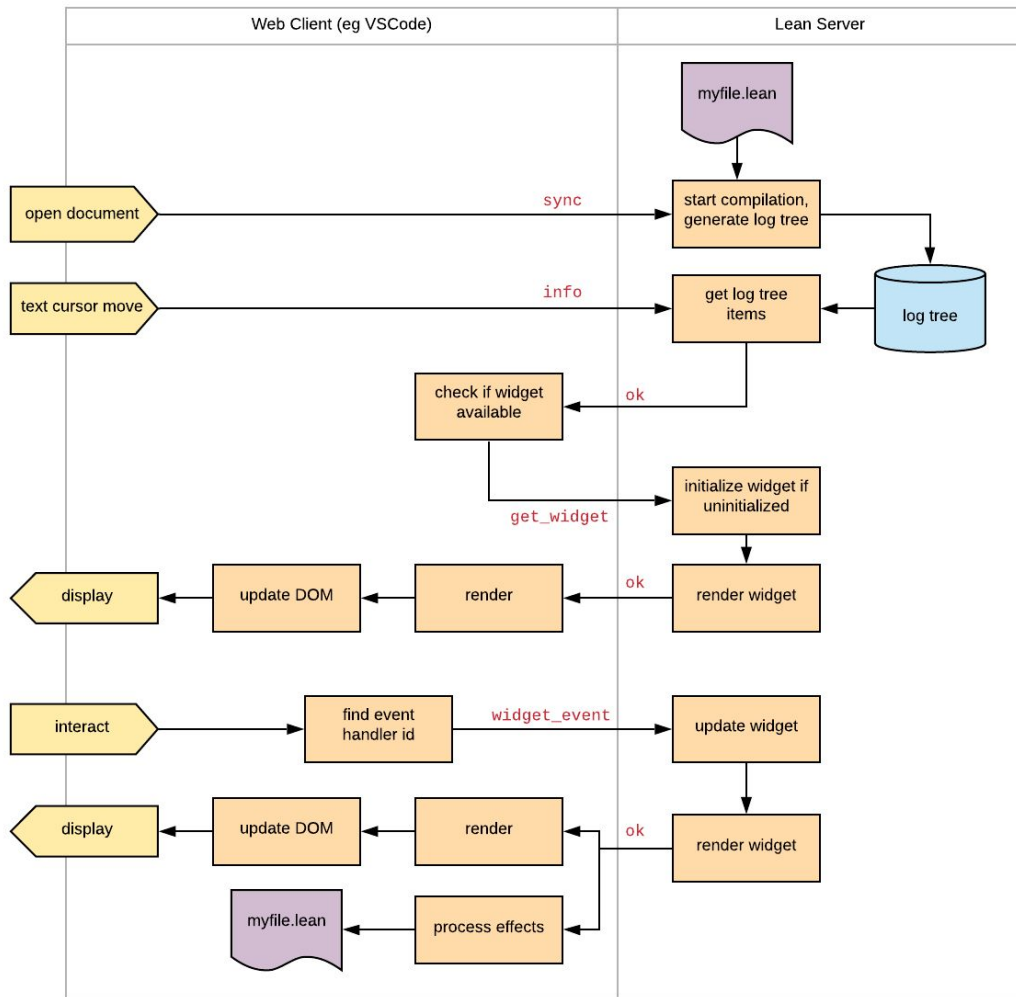 Web Client (eg VSCode)
Lean Server
myfile.lean
open document
sync
start compilation,
generate log tree
text cursor move
info
get log tree
items
log tree
check if widget
available
ok
get_widget
initialize widget if
uninitialized
display
update DOM
render
ok
render widget
interact
find event
handler id
widget_event
update widget
display
update DOM
render
ok
render widget
myfile.lean
process effects